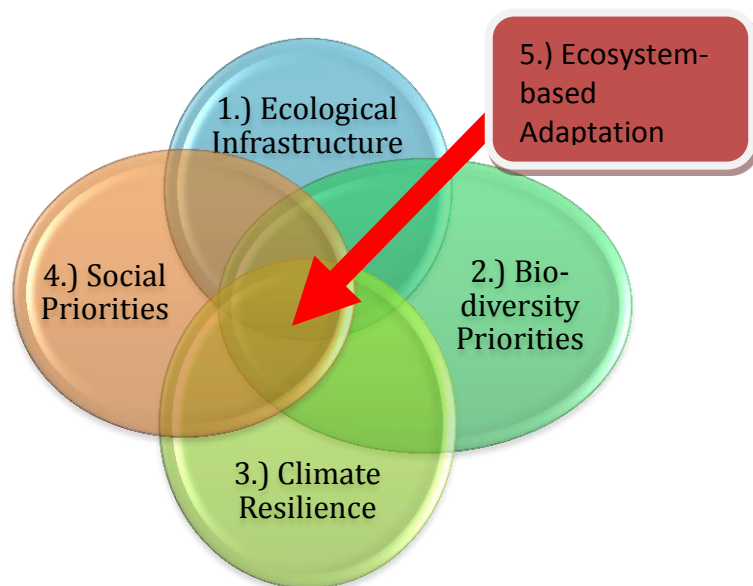 1.) Ecological
Infrastructure
5.) Ecosystem-
based
Adaptation
4.) Social
Priorities
2.) Bio-
diversity
Priorities
3.) Climate
Resilience